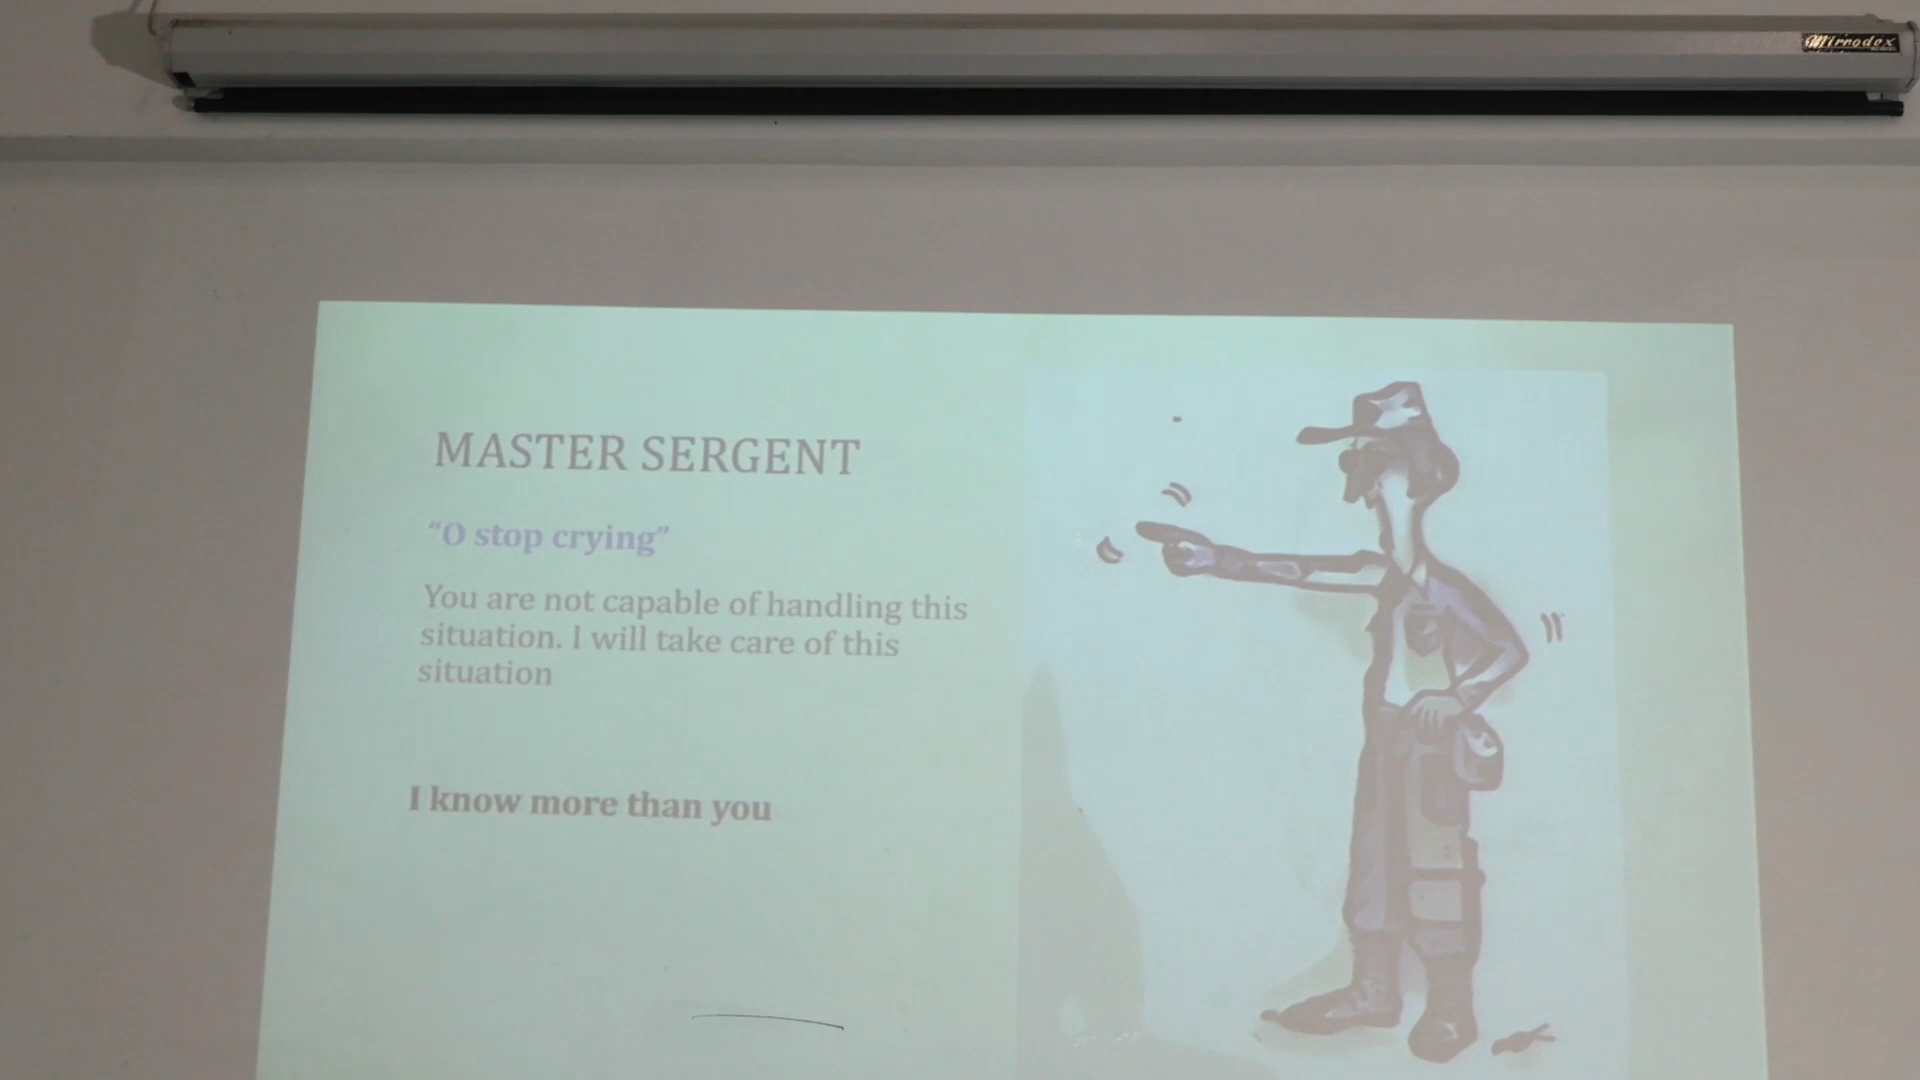 Mirrodex
MASTER SERGENT
“O stop crying”
You are not capable of handling this
situation. I will take care of this
situation
I know more than you